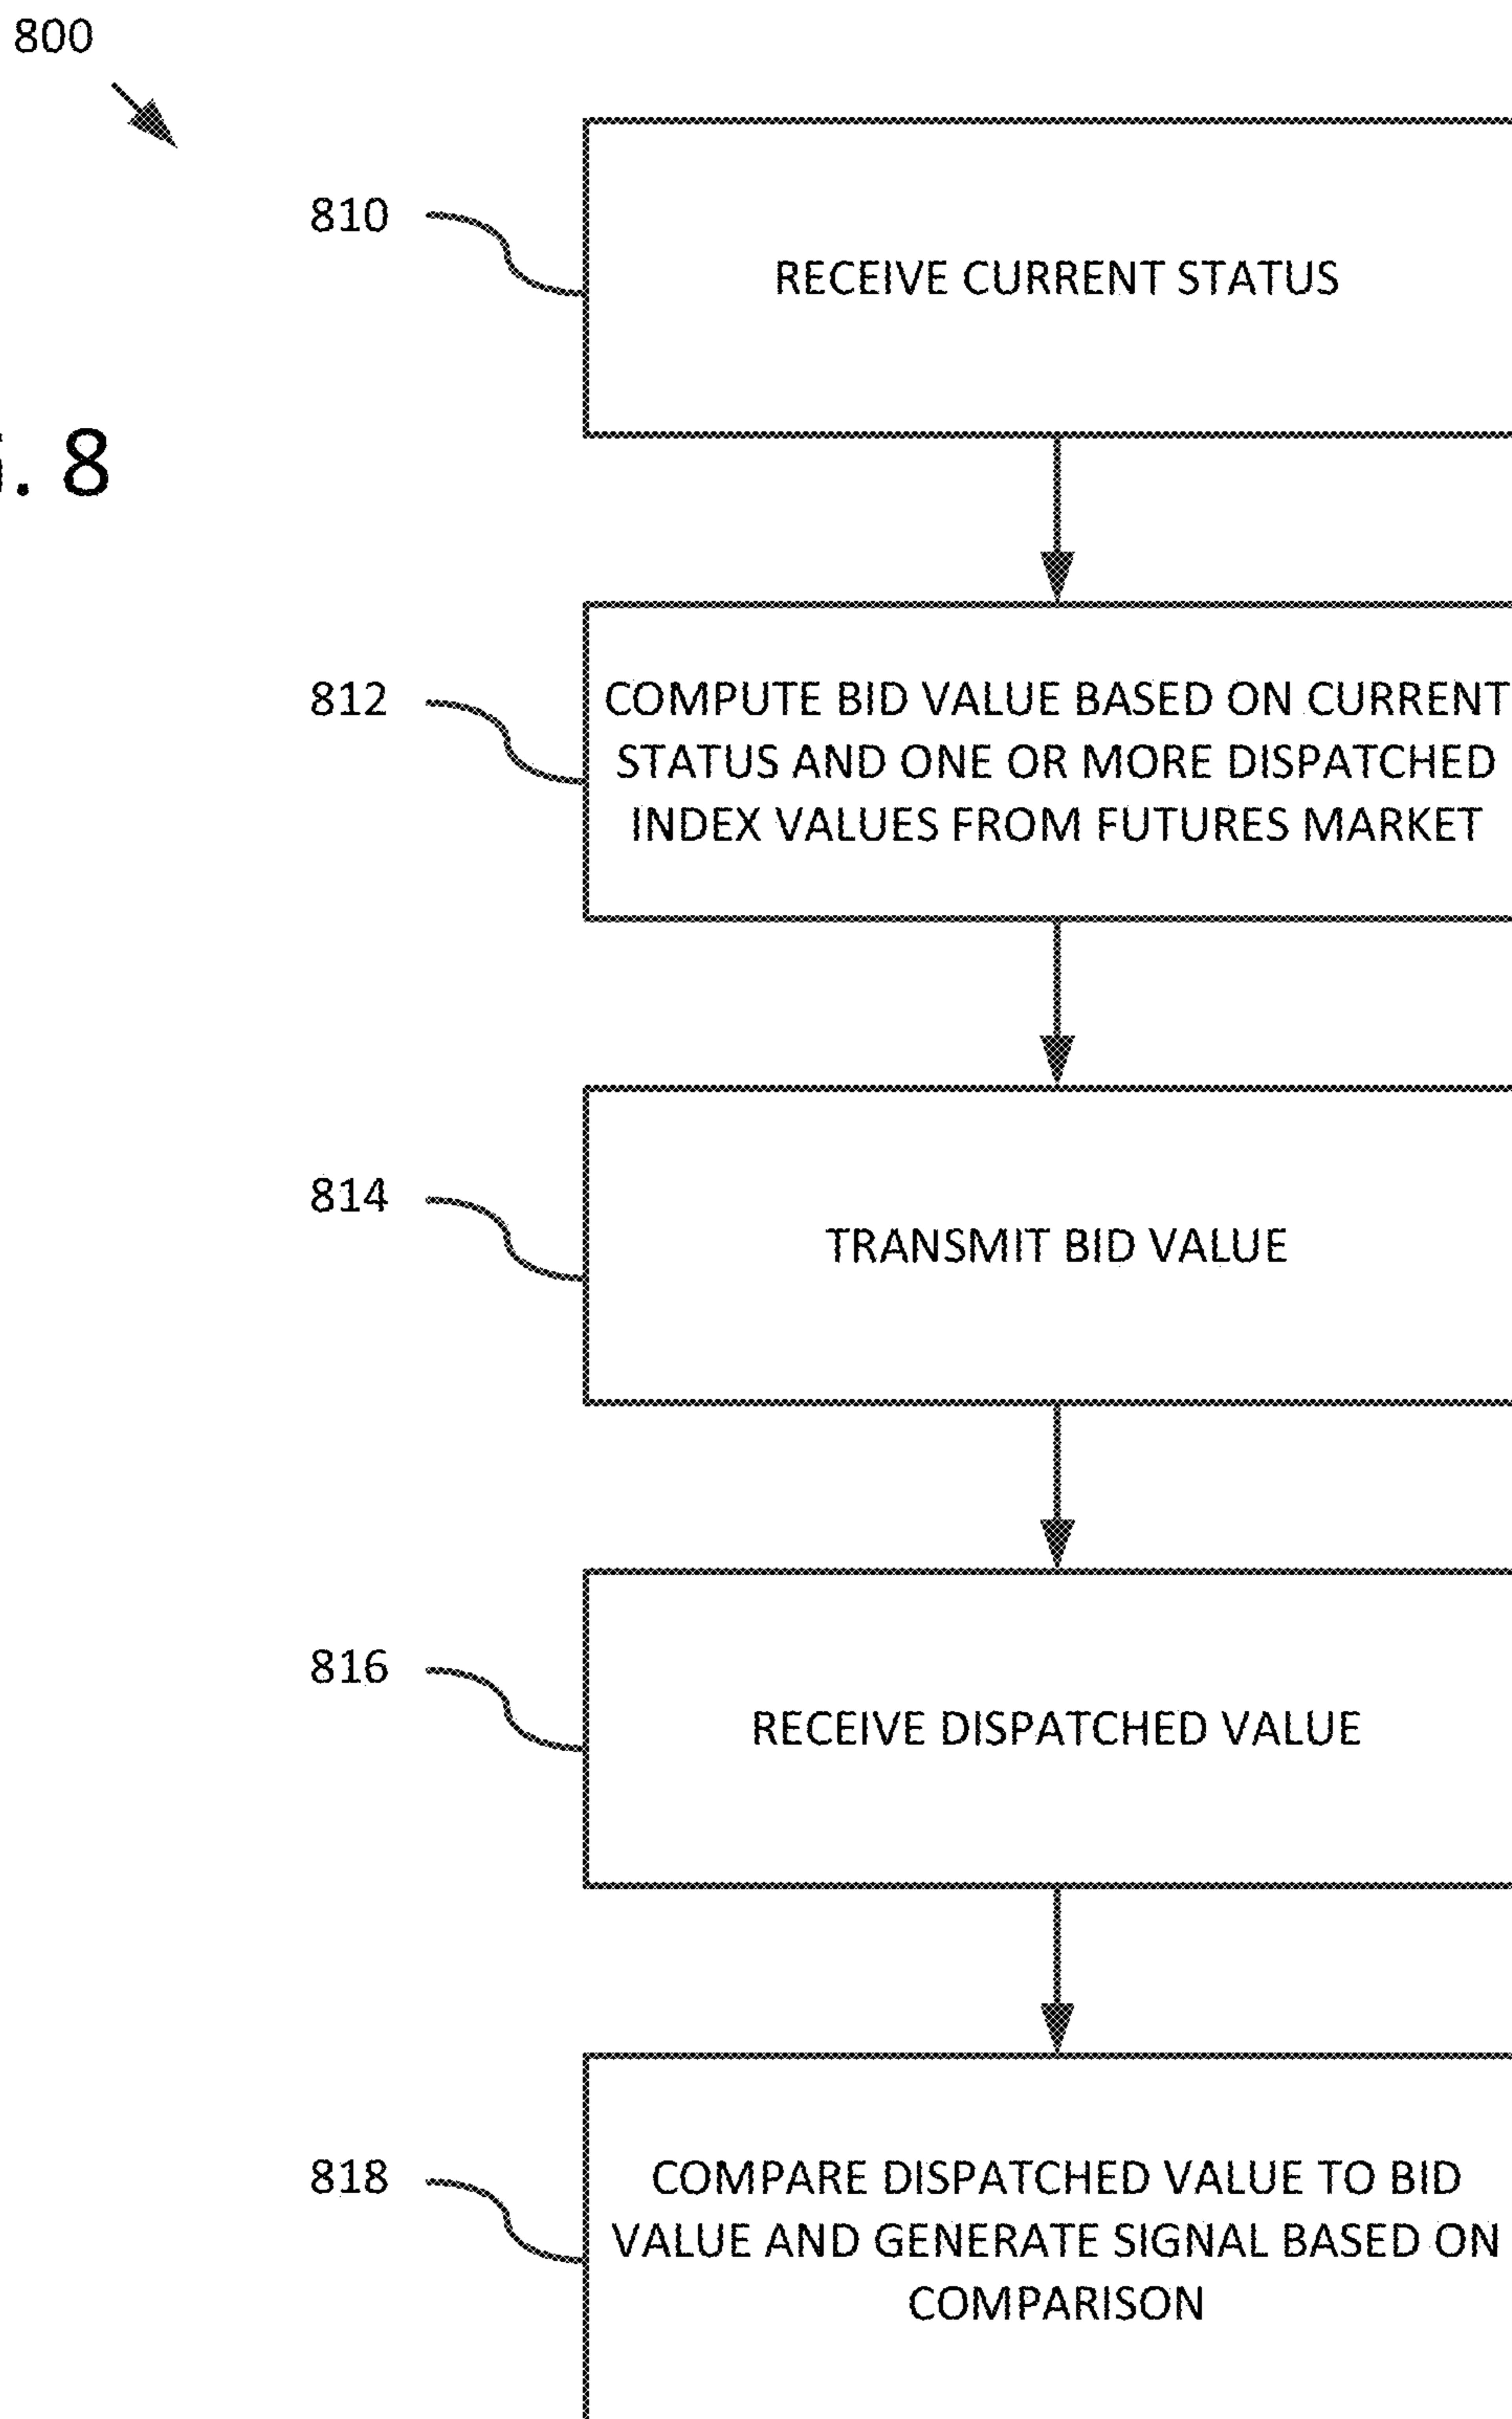 800
810
RECEIVE CURRENT STATUS
. 8
812
COMPUTE BID VALUE BASED ON CURRENT
STATUS AND ONE OR MORE DISPATCHED
INDEX VALUES FROM FUTURES MARKET
814
TRANSMIT BID VALUE
816
RECEIVE DISPATCHED VALUE
818
COMPARE DISPATCHED VALUE TO BID
VALUE AND GENERATE SIGNAL BASED ON
COMPARISON